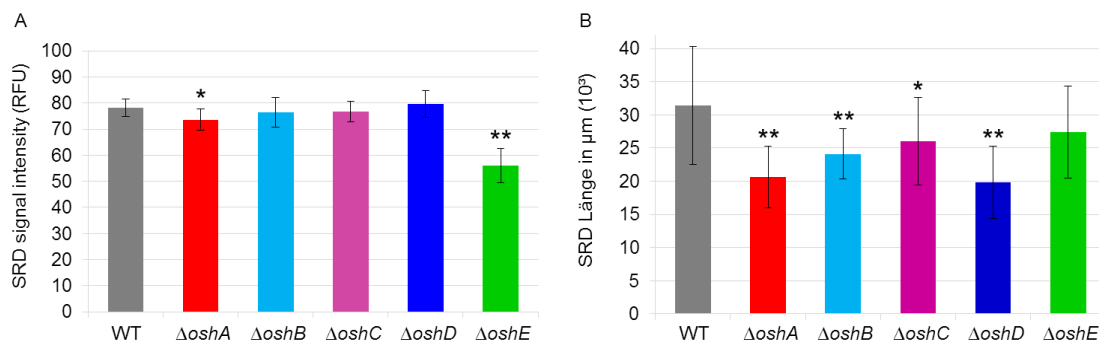 A
SRD signal intensity (RFU)
100
90
80
70
60
50
40
30
20
10
0
*
**
WT
ΔoshA
ΔoshB
ΔoshC
ΔoshD
ΔoshE
B
SRD Länge in µm (10³)
40
35
30
25
20
15
10
5
0
**
**
*
**
WT
ΔoshA
ΔoshB
ΔoshC
ΔoshD
ΔoshE